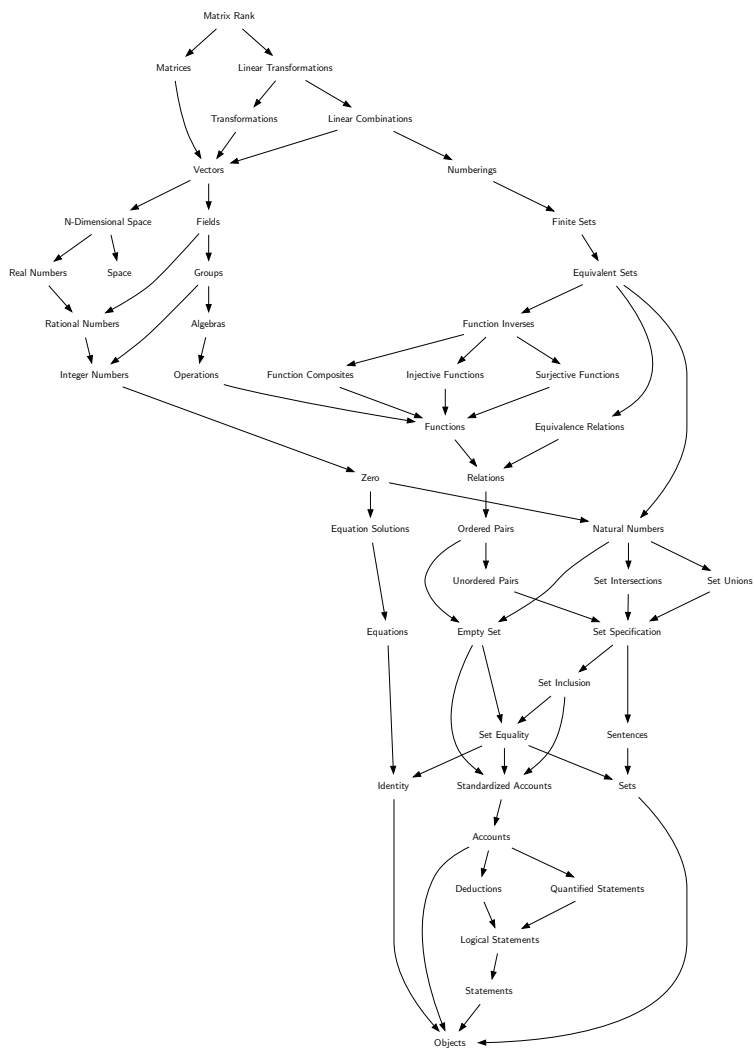 Matrix Rank
Matrices
Linear Transformations
Transformations
Linear Combinations
Vectors
Numberings
N-Dimensional Space
Fields
Finite Sets
Real Numbers
Space
Groups
Equivalent Sets
Rational Numbers
Algebras
Function Inverses
Integer Numbers
Operations
Function Composites
Injective Functions
Surjective Functions
Functions
Equivalence Relations
Zero
Relations
Equation Solutions
Ordered Pairs
Natural Numbers
Unordered Pairs
Set Intersections
Set Unions
Equations
Empty Set
Set Specification
Set Inclusion
Set Equality
Sentences
Identity
Standardized Accounts
Sets
Accounts
Deductions
Quantified Statements
Logical Statements
Statements
Objects